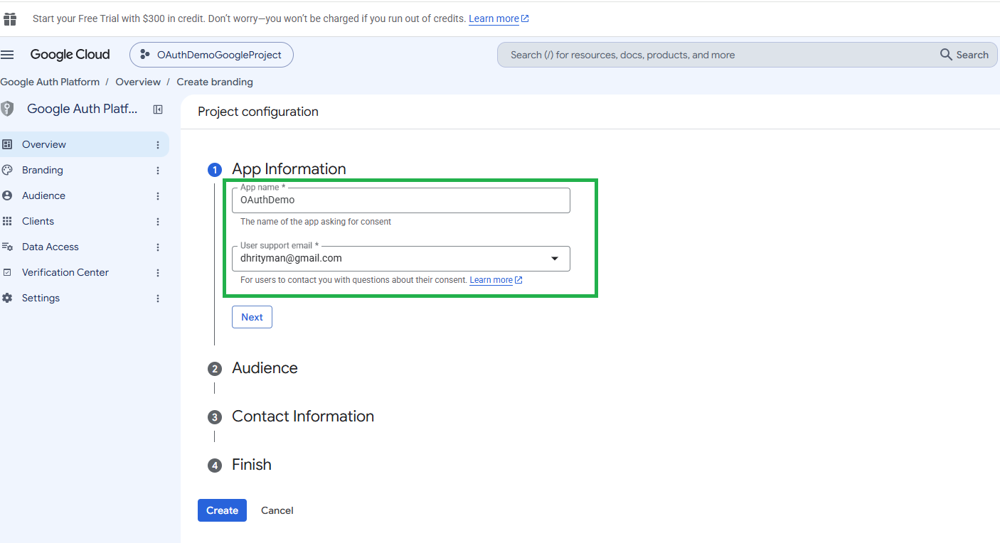 Start your Free Trial with $300 in credit. Don't worry—you won't be charged if you run out of credits. Learn more
Google Cloud OAuthDemoGoogleProject Search (/) for resources, docs, products, and more Search
Google Auth Platform / Overview / Create branding
Google Auth Platf...
Overview
Branding
Audience
Clients
Data Access
Verification Center
Settings
Project configuration
1 App Information
App name *
OAuthDemo
The name of the app asking for consent
User support email *
dhrityman@gmail.com
For users to contact you with questions about their consent. Learn more
Next
2 Audience
3 Contact Information
4 Finish
Create Cancel